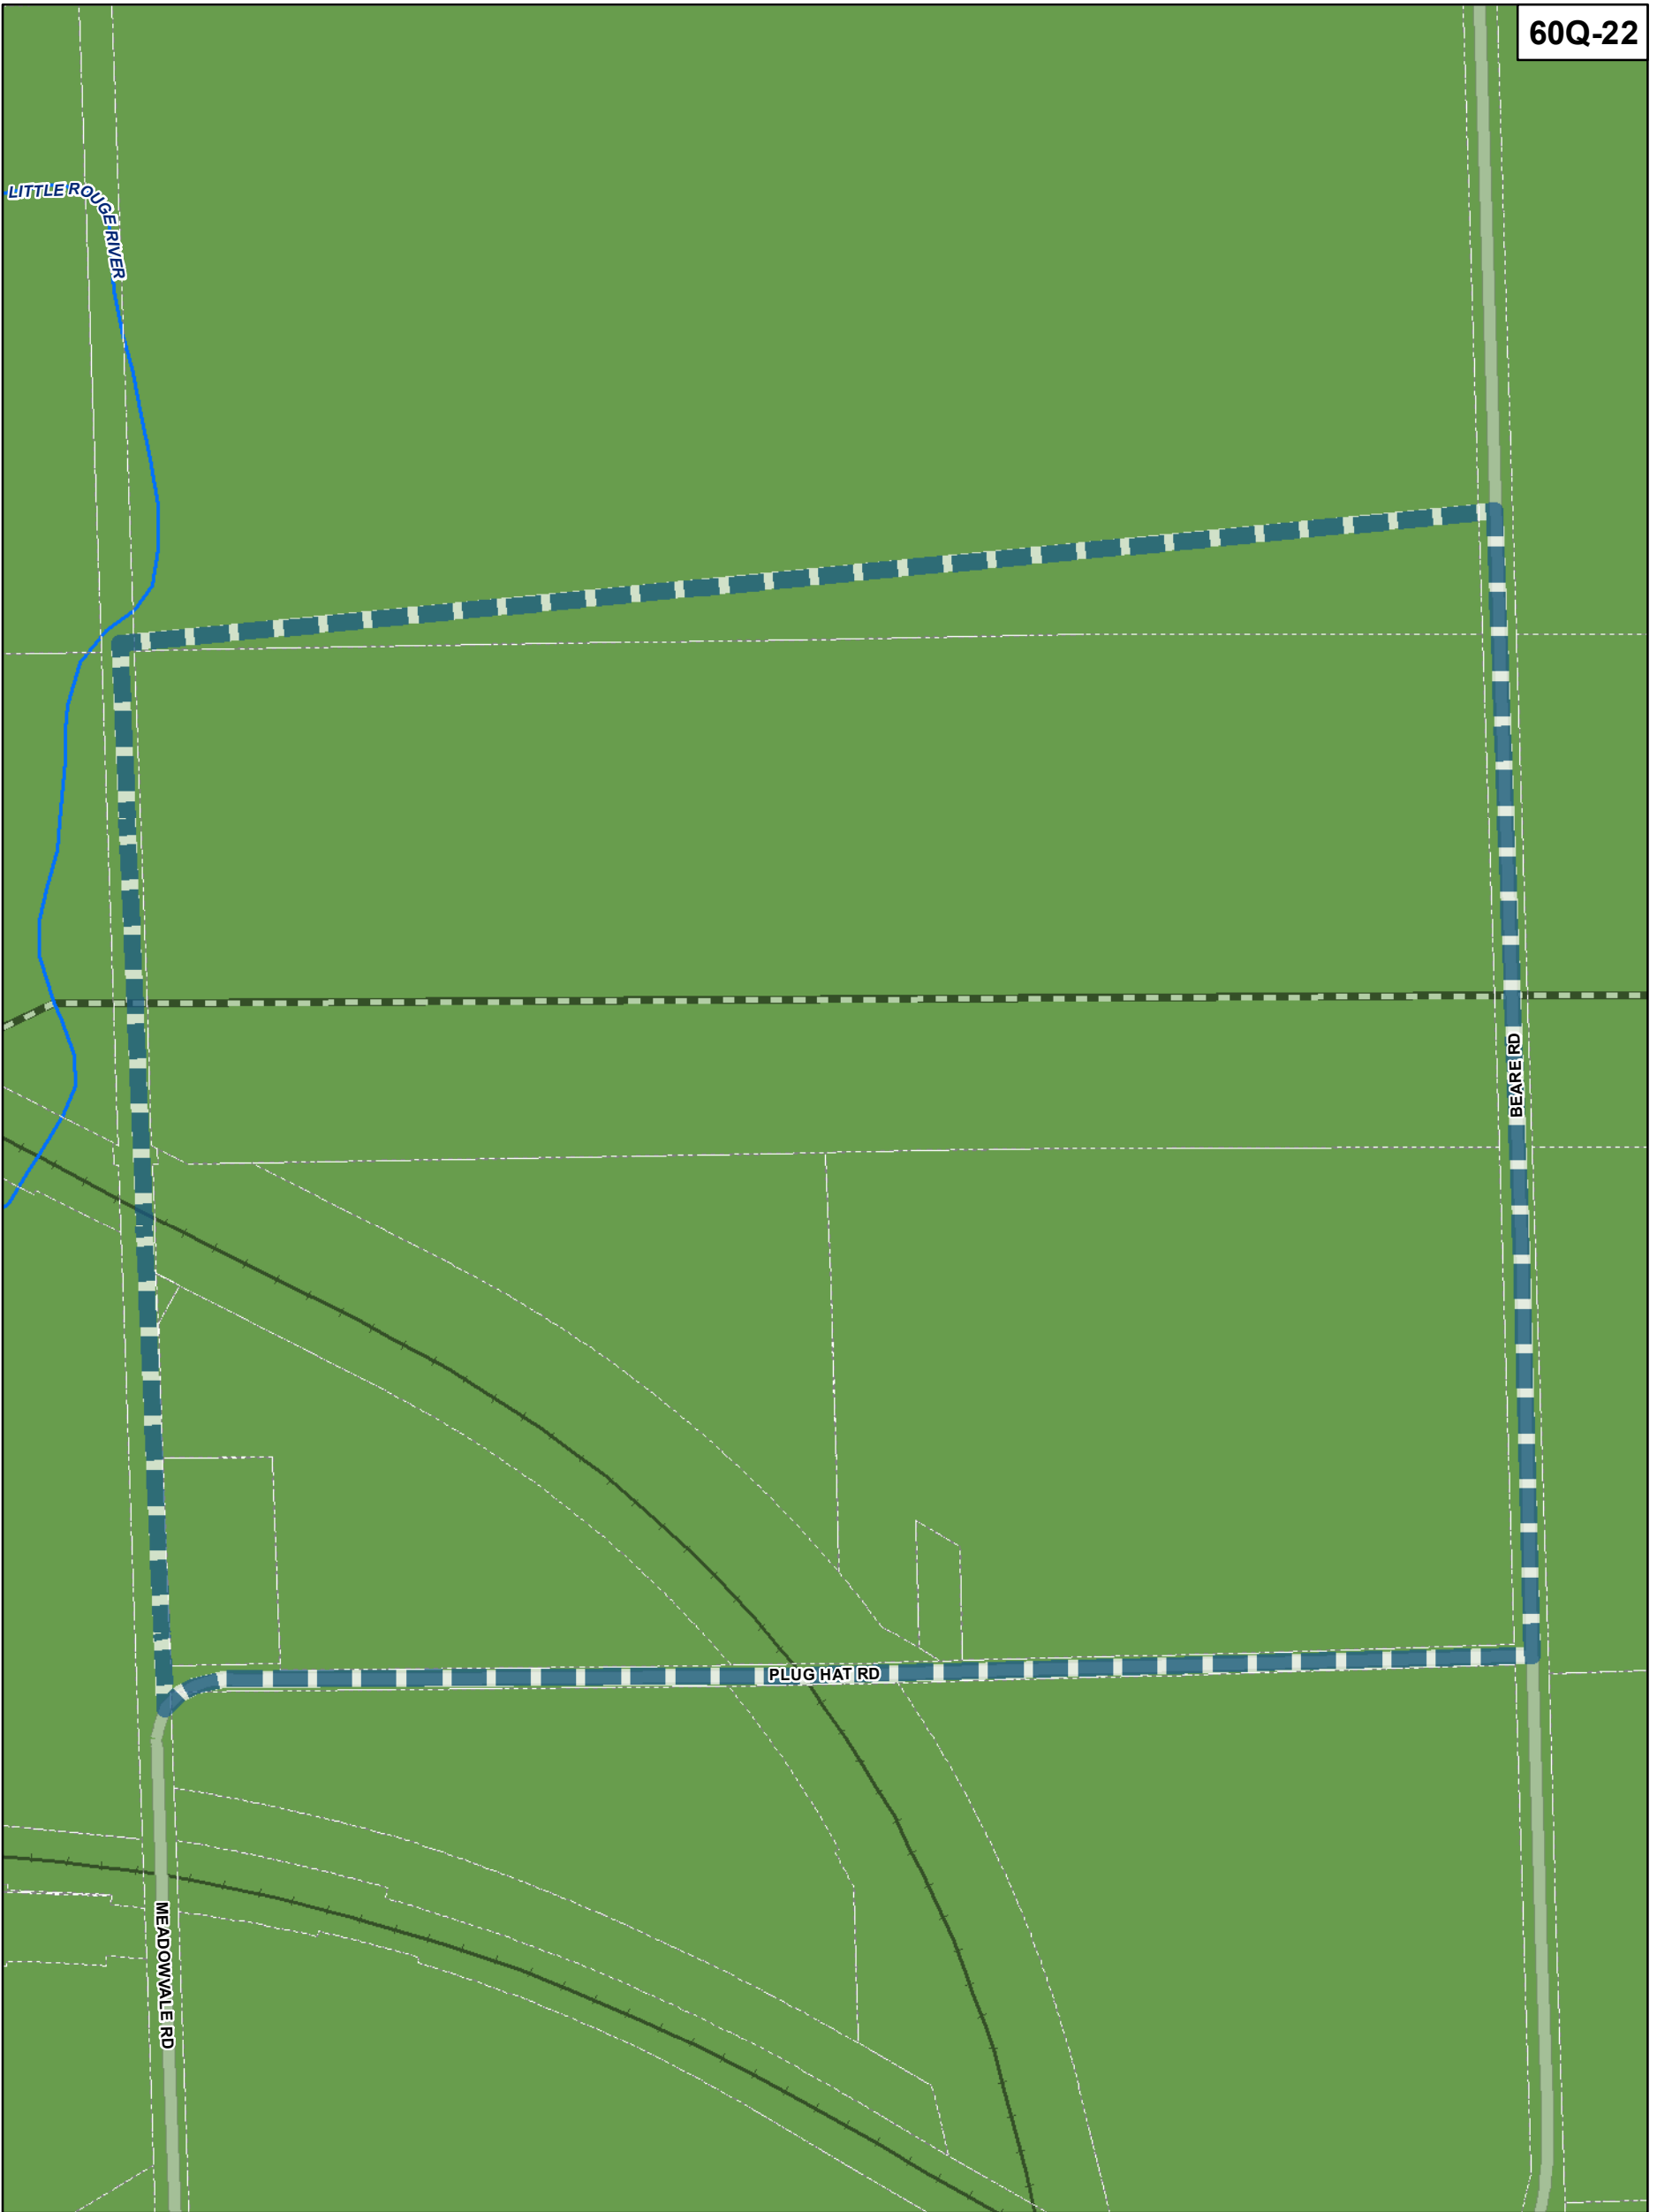 60Q-22
LITTLE ROUGE RIVER
BEARE RD
PLUG HAT RD
MEADOWVALE RD